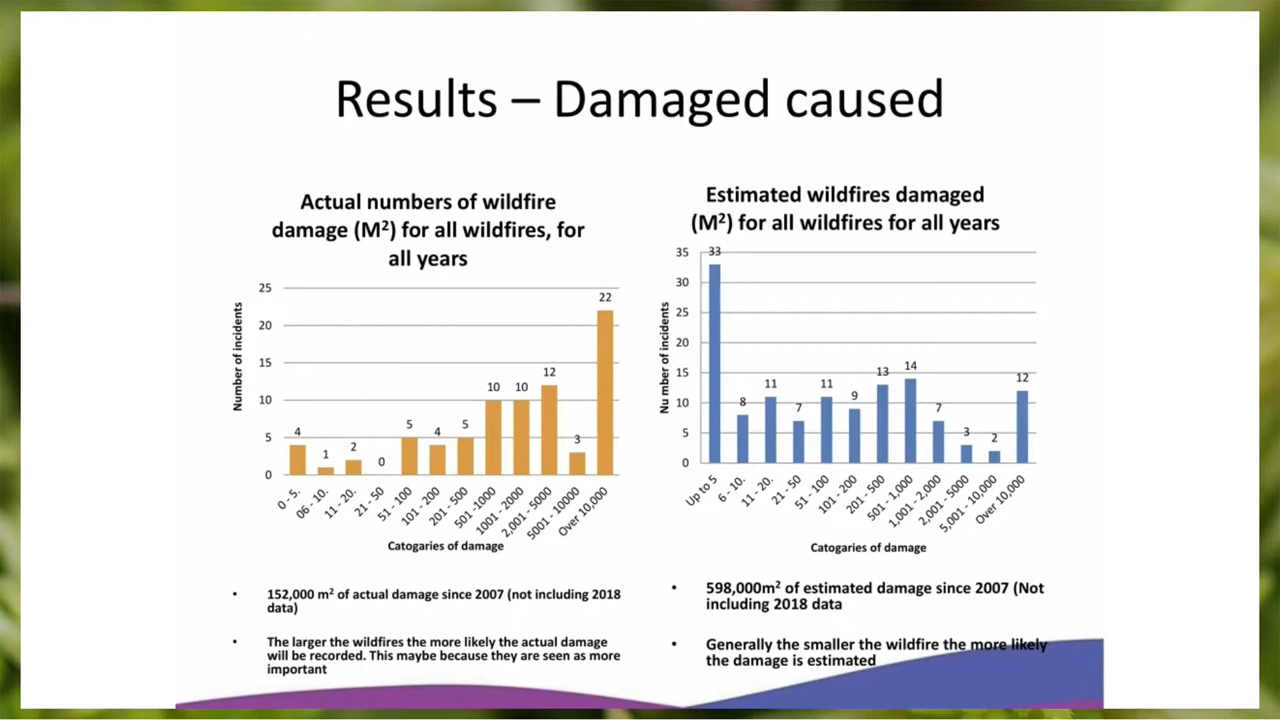 Results – Damaged caused
Actual numbers of wildfire
damage (M²) for all wildfires, for
all years
Number of incidents
25
20
15
10
5
0
4
1
2
0
5
4
5
10
10
12
3
22
0 - 5.
06 - 10.
11 - 20.
21 - 50
51 - 100
101 - 200
201 - 500
501 -1000
1001 - 2000
2,001 - 5000
5001 - 10000
Over 10,000
Catogaries of damage
• 152,000 m² of actual damage since 2007 (not including 2018
data)
• The larger the wildfires the more likely the actual damage
will be recorded. This maybe because they are seen as more
important
Estimated wildfires damaged
(M²) for all wildfires for all years
Nu mber of incidents
35
30
25
20
15
10
5
0
33
8
11
7
11
9
13
14
7
3
2
12
Up to 5
6 - 10.
11 - 20.
21 - 50
51 - 100
101 - 200
201 - 500
501 - 1,000
1,001 - 2,000
2,001 - 5000
5,001 - 10,000
Over 10,000
Catogaries of damage
• 598,000m² of estimated damage since 2007 (Not
including 2018 data
• Generally the smaller the wildfire the more likely
the damage is estimated